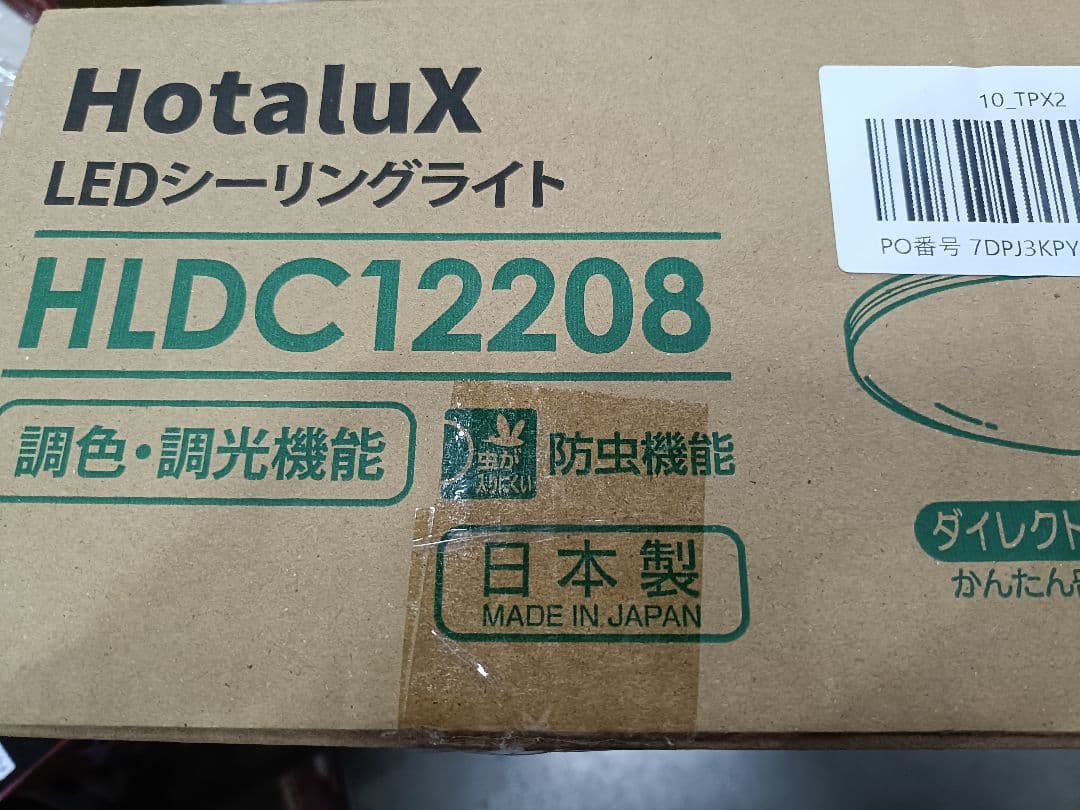 HotaluX
LEDシーリングライト
HLDC12208
調色・調光機能
虫が
入りにくい
防虫機能
日本製
MADE IN JAPAN
10_TPX2
PO番号 7DPJ3KPY
ダイレクト
かんたん